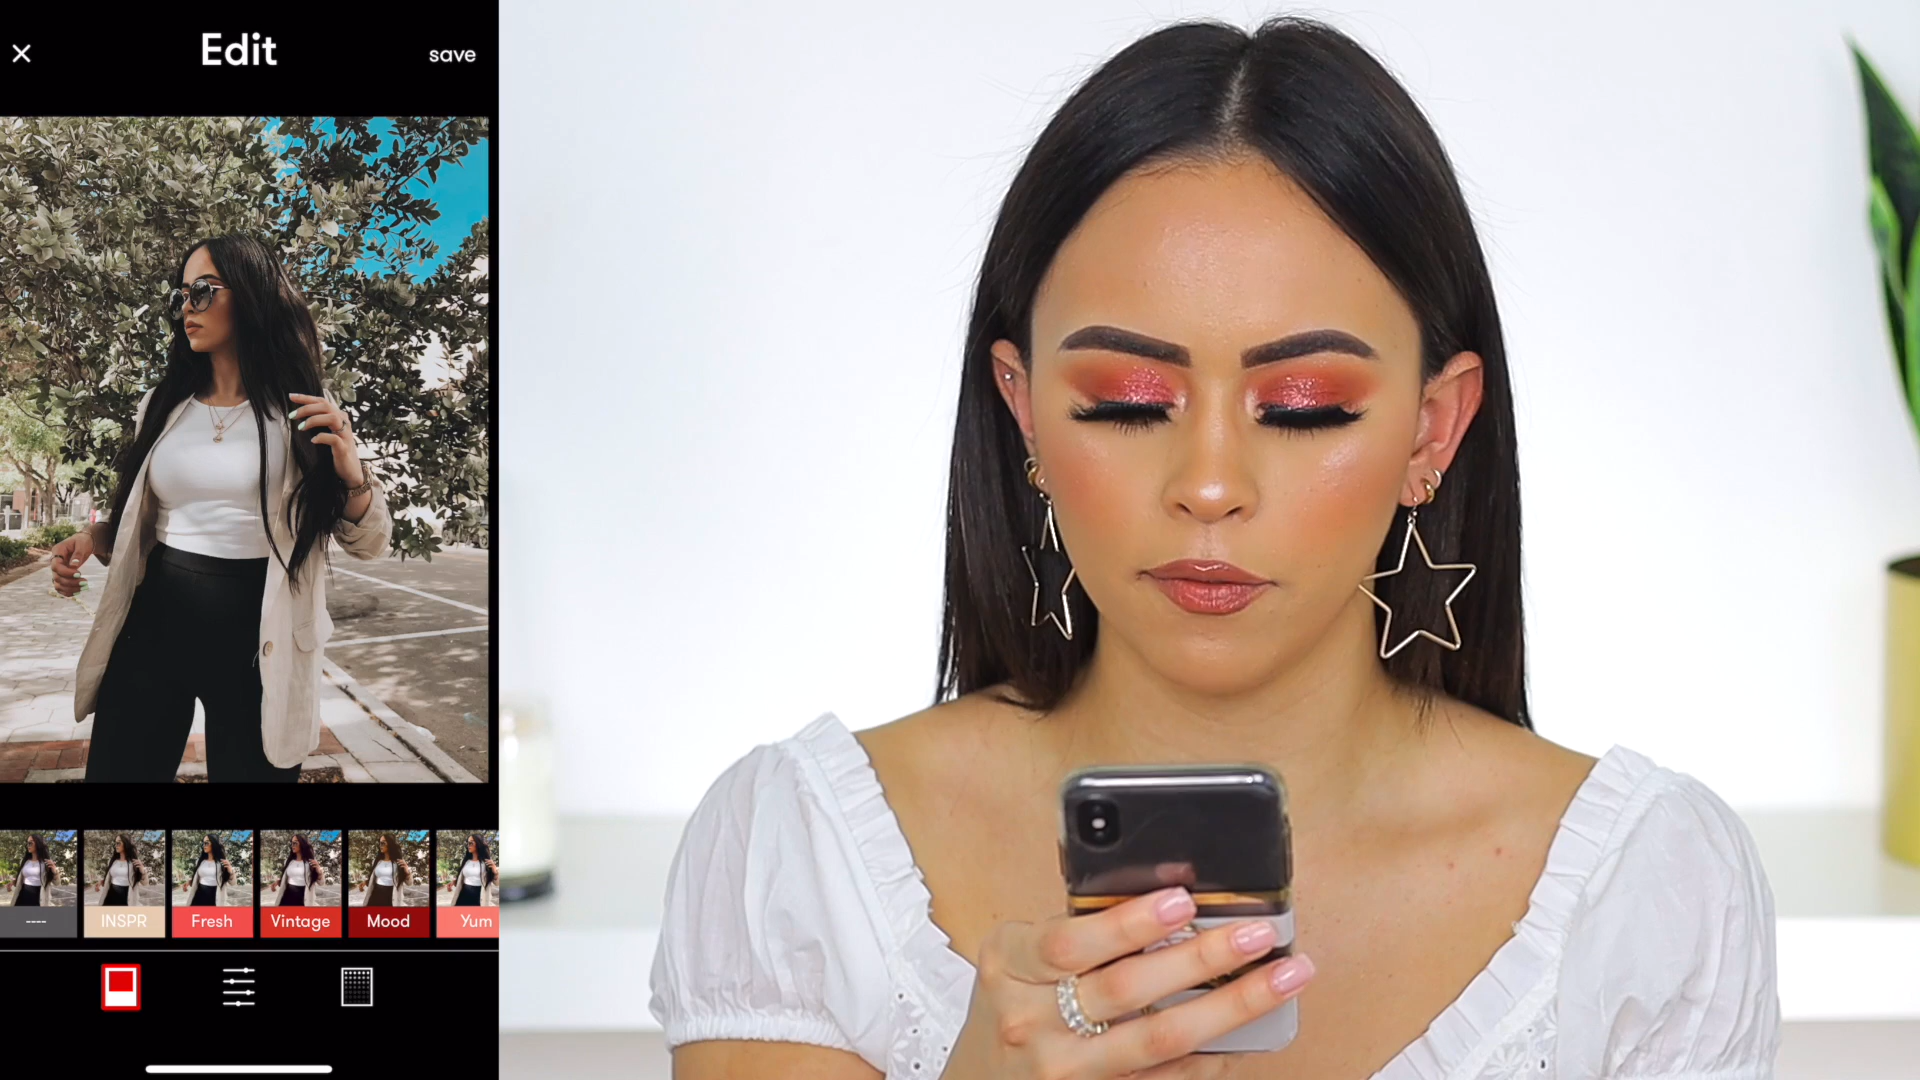 Edit
save
----
INSPR
Fresh
Vintage
Mood
Yum